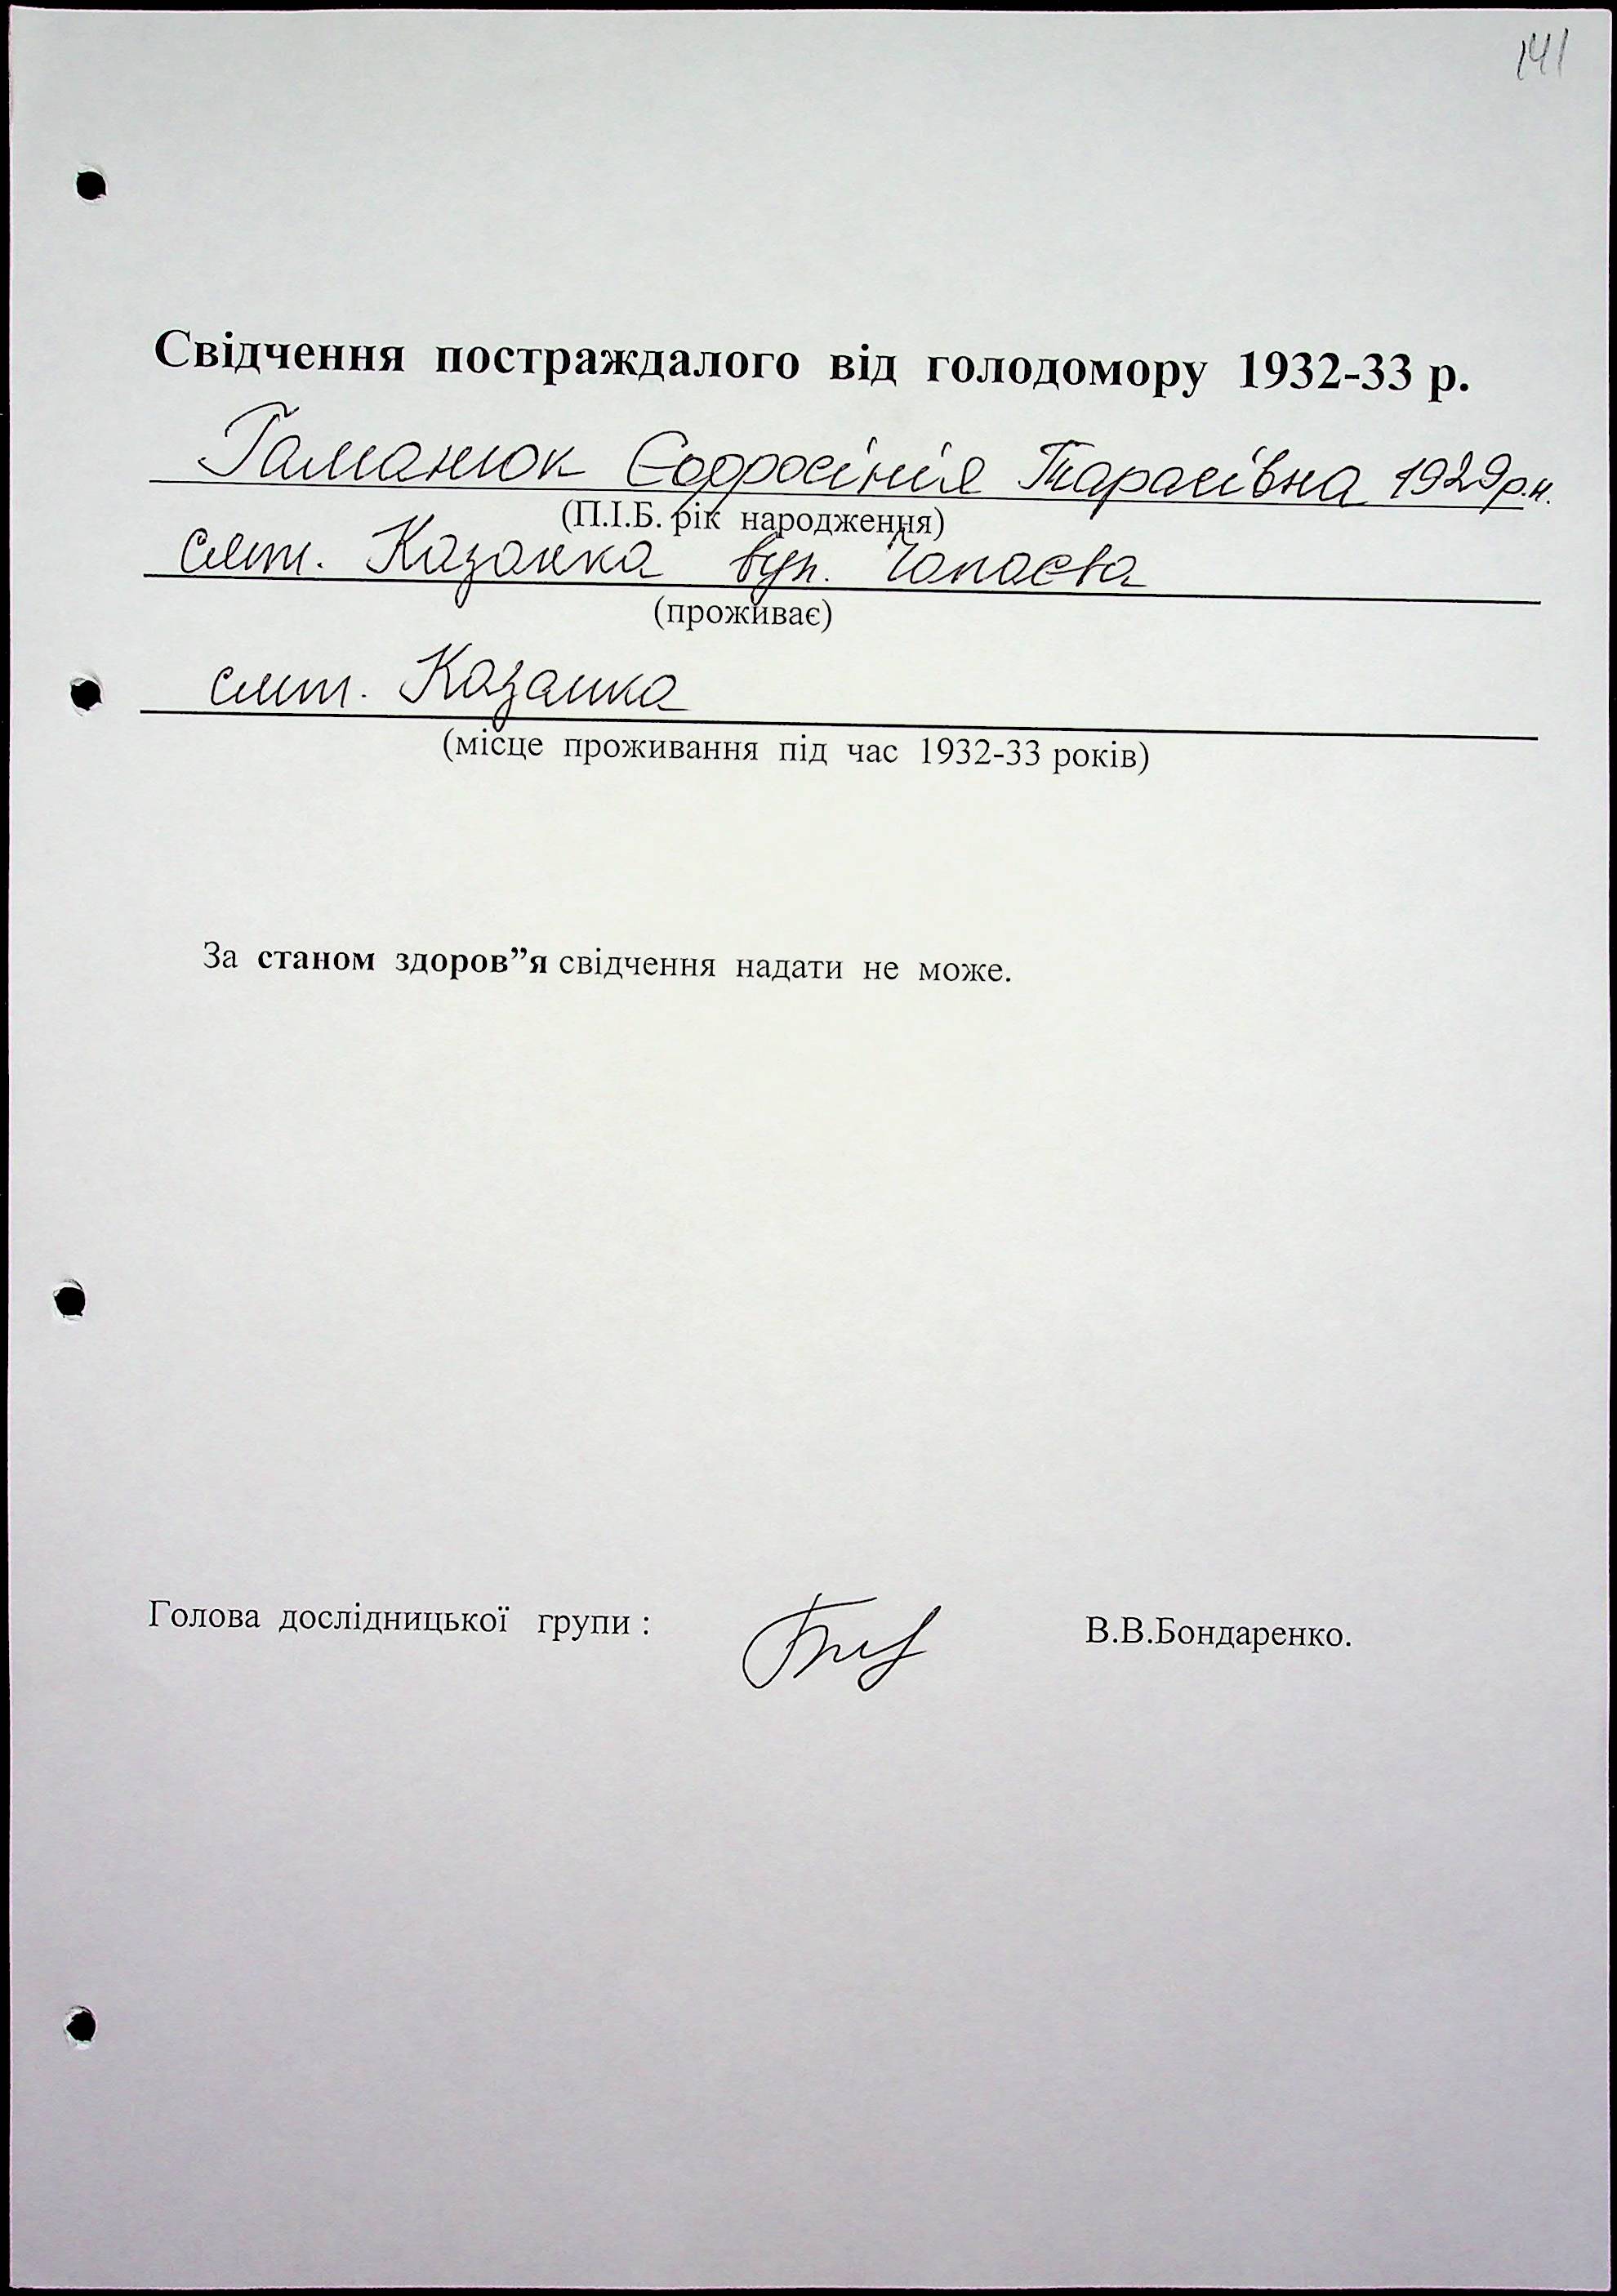 141
Свідчення постраждалого від голодомору 1932-33 р.
Гаманюк Єфросінія Тарасівна 1929 р.н.
(П.І.Б. рік народження)
смт. Казанка вул. Чапаєва
(проживає)
смт. Казанка
(місце проживання під час 1932-33 років)
За станом здоров”я свідчення надати не може.
Голова дослідницької групи : В.В.Бондаренко.